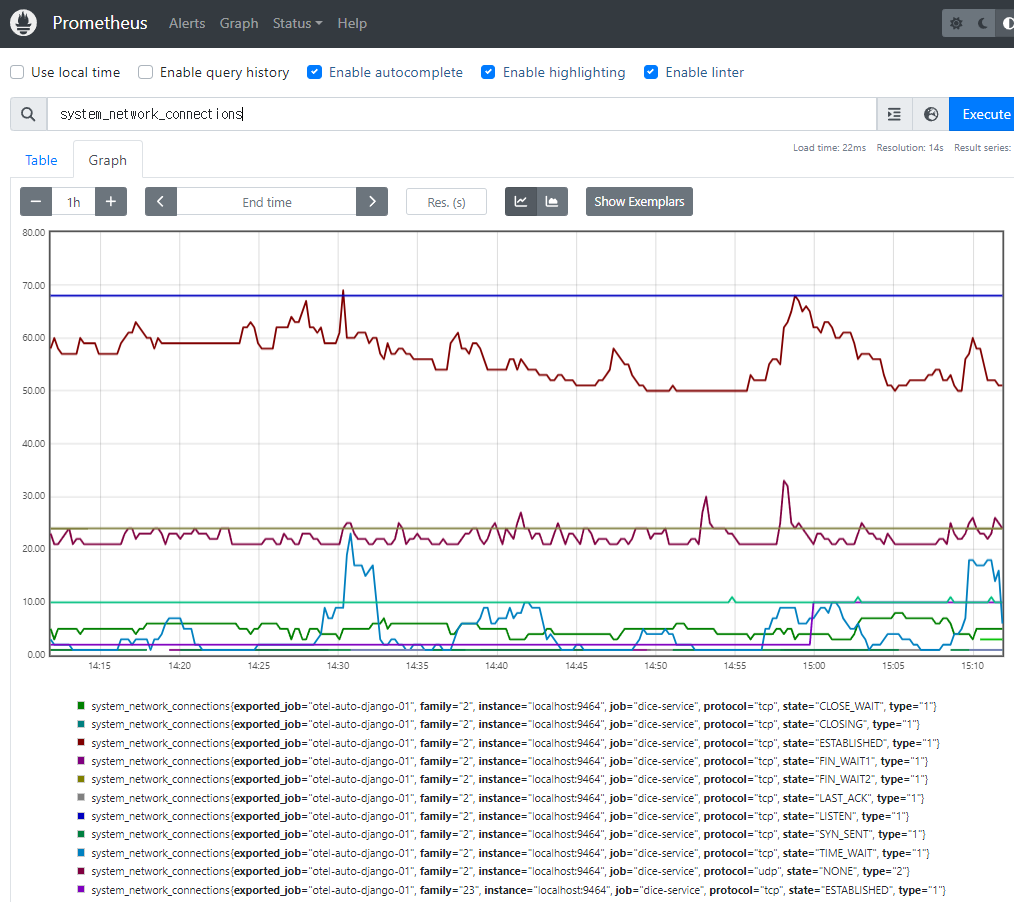 Prometheus Alerts Graph Status Help
Use local time Enable query history Enable autocomplete Enable highlighting Enable linter
system_network_connections Execute
Load time: 22ms Resolution: 14s Result series:
Table Graph
− 1h + End time Res. (s) Show Exemplars
80.00
70.00
60.00
50.00
40.00
30.00
20.00
10.00
0.00
14:15 14:20 14:25 14:30 14:35 14:40 14:45 14:50 14:55 15:00 15:05 15:10
system_network_connections{exported_job="otel-auto-django-01", family="2", instance="localhost:9464", job="dice-service", protocol="tcp", state="CLOSE_WAIT", type="1"}
system_network_connections{exported_job="otel-auto-django-01", family="2", instance="localhost:9464", job="dice-service", protocol="tcp", state="CLOSING", type="1"}
system_network_connections{exported_job="otel-auto-django-01", family="2", instance="localhost:9464", job="dice-service", protocol="tcp", state="ESTABLISHED", type="1"}
system_network_connections{exported_job="otel-auto-django-01", family="2", instance="localhost:9464", job="dice-service", protocol="tcp", state="FIN_WAIT1", type="1"}
system_network_connections{exported_job="otel-auto-django-01", family="2", instance="localhost:9464", job="dice-service", protocol="tcp", state="FIN_WAIT2", type="1"}
system_network_connections{exported_job="otel-auto-django-01", family="2", instance="localhost:9464", job="dice-service", protocol="tcp", state="LAST_ACK", type="1"}
system_network_connections{exported_job="otel-auto-django-01", family="2", instance="localhost:9464", job="dice-service", protocol="tcp", state="LISTEN", type="1"}
system_network_connections{exported_job="otel-auto-django-01", family="2", instance="localhost:9464", job="dice-service", protocol="tcp", state="SYN_SENT", type="1"}
system_network_connections{exported_job="otel-auto-django-01", family="2", instance="localhost:9464", job="dice-service", protocol="tcp", state="TIME_WAIT", type="1"}
system_network_connections{exported_job="otel-auto-django-01", family="2", instance="localhost:9464", job="dice-service", protocol="udp", state="NONE", type="2"}
system_network_connections{exported_job="otel-auto-django-01", family="23", instance="localhost:9464", job="dice-service", protocol="tcp", state="ESTABLISHED", type="1"}